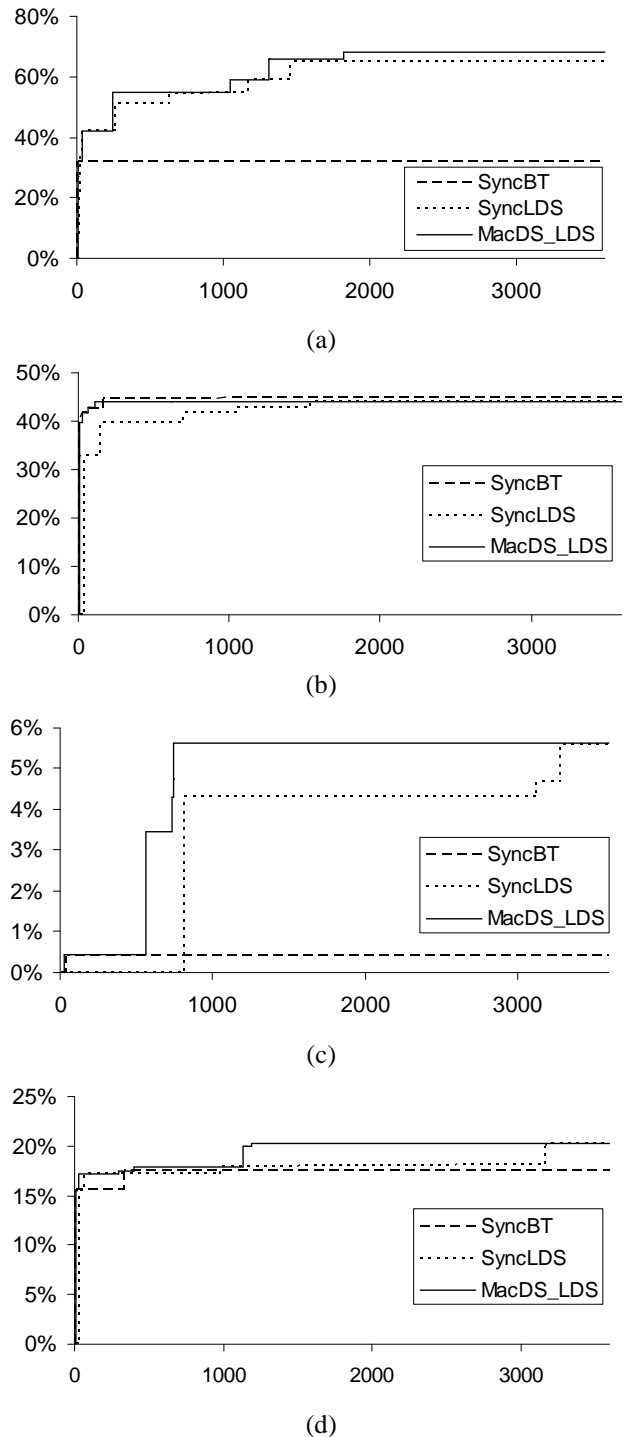 80%
60%
40%
20%
0%
SyncBT
SyncLDS
MacDS_LDS
0 1000 2000 3000
(a)
50%
40%
30%
20%
10%
0%
SyncBT
SyncLDS
MacDS_LDS
0 1000 2000 3000
(b)
6%
5%
4%
3%
2%
1%
0%
SyncBT
SyncLDS
MacDS_LDS
0 1000 2000 3000
(c)
25%
20%
15%
10%
5%
0%
SyncBT
SyncLDS
MacDS_LDS
0 1000 2000 3000
(d)